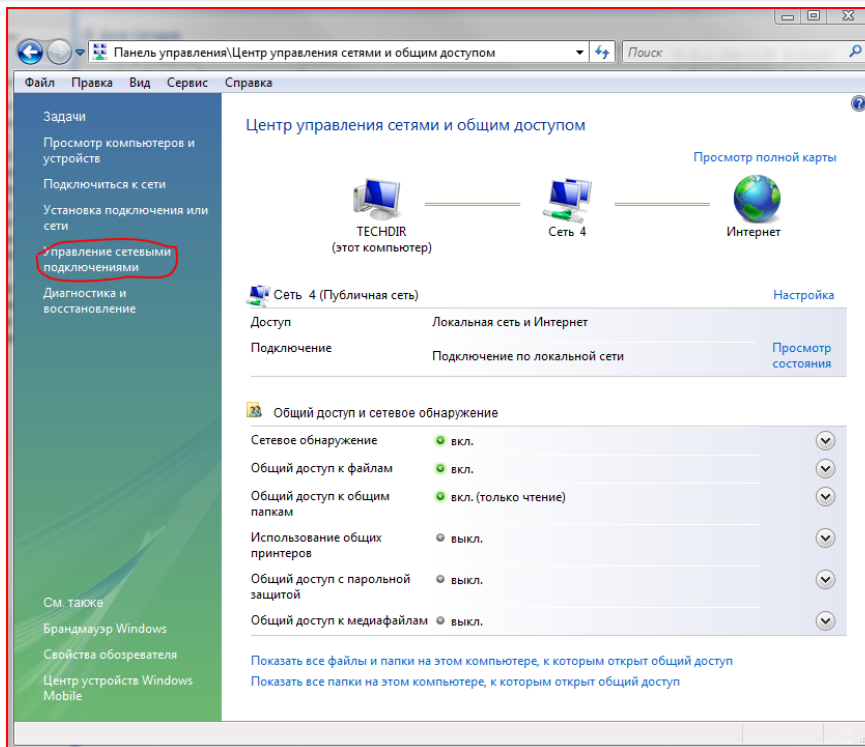 Панель управления\Центр управления сетями и общим доступом
Поиск
Файл Правка Вид Сервис Справка
Задачи
Просмотр компьютеров и
устройств
Подключиться к сети
Установка подключения или
сети
Управление сетевыми
подключениями
Диагностика и
восстановление
См. также
Брандмауэр Windows
Свойства обозревателя
Центр устройств Windows
Mobile
Центр управления сетями и общим доступом
Просмотр полной карты
TECHDIR
(этот компьютер)
Сеть 4
Интернет
Сеть 4 (Публичная сеть)
Настройка
Доступ
Локальная сеть и Интернет
Подключение
Подключение по локальной сети
Просмотр
состояния
Общий доступ и сетевое обнаружение
Сетевое обнаружение
вкл.
Общий доступ к файлам
вкл.
Общий доступ к общим
папкам
вкл. (только чтение)
Использование общих
принтеров
выкл.
Общий доступ с парольной
защитой
выкл.
Общий доступ к медиафайлам
выкл.
Показать все файлы и папки на этом компьютере, к которым открыт общий доступ
Показать все папки на этом компьютере, к которым открыт общий доступ